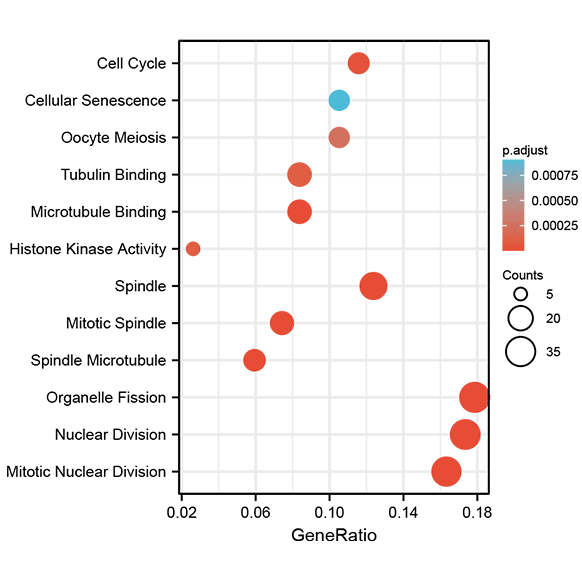 Cell Cycle
Cellular Senescence
Oocyte Meiosis
Tubulin Binding
Microtubule Binding
Histone Kinase Activity
Spindle
Mitotic Spindle
Spindle Microtubule
Organelle Fission
Nuclear Division
Mitotic Nuclear Division
0.02 0.06 0.10 0.14 0.18
GeneRatio
p.adjust
0.00075
0.00050
0.00025
Counts
5
20
35